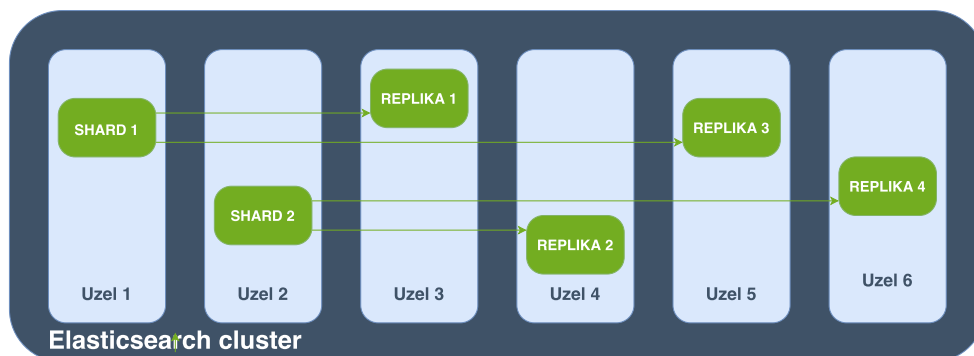 SHARD 1
REPLIKA 1
REPLIKA 3
SHARD 2
REPLIKA 4
REPLIKA 2
Uzel 1
Uzel 2
Uzel 3
Uzel 4
Uzel 5
Uzel 6
Elasticsearch cluster